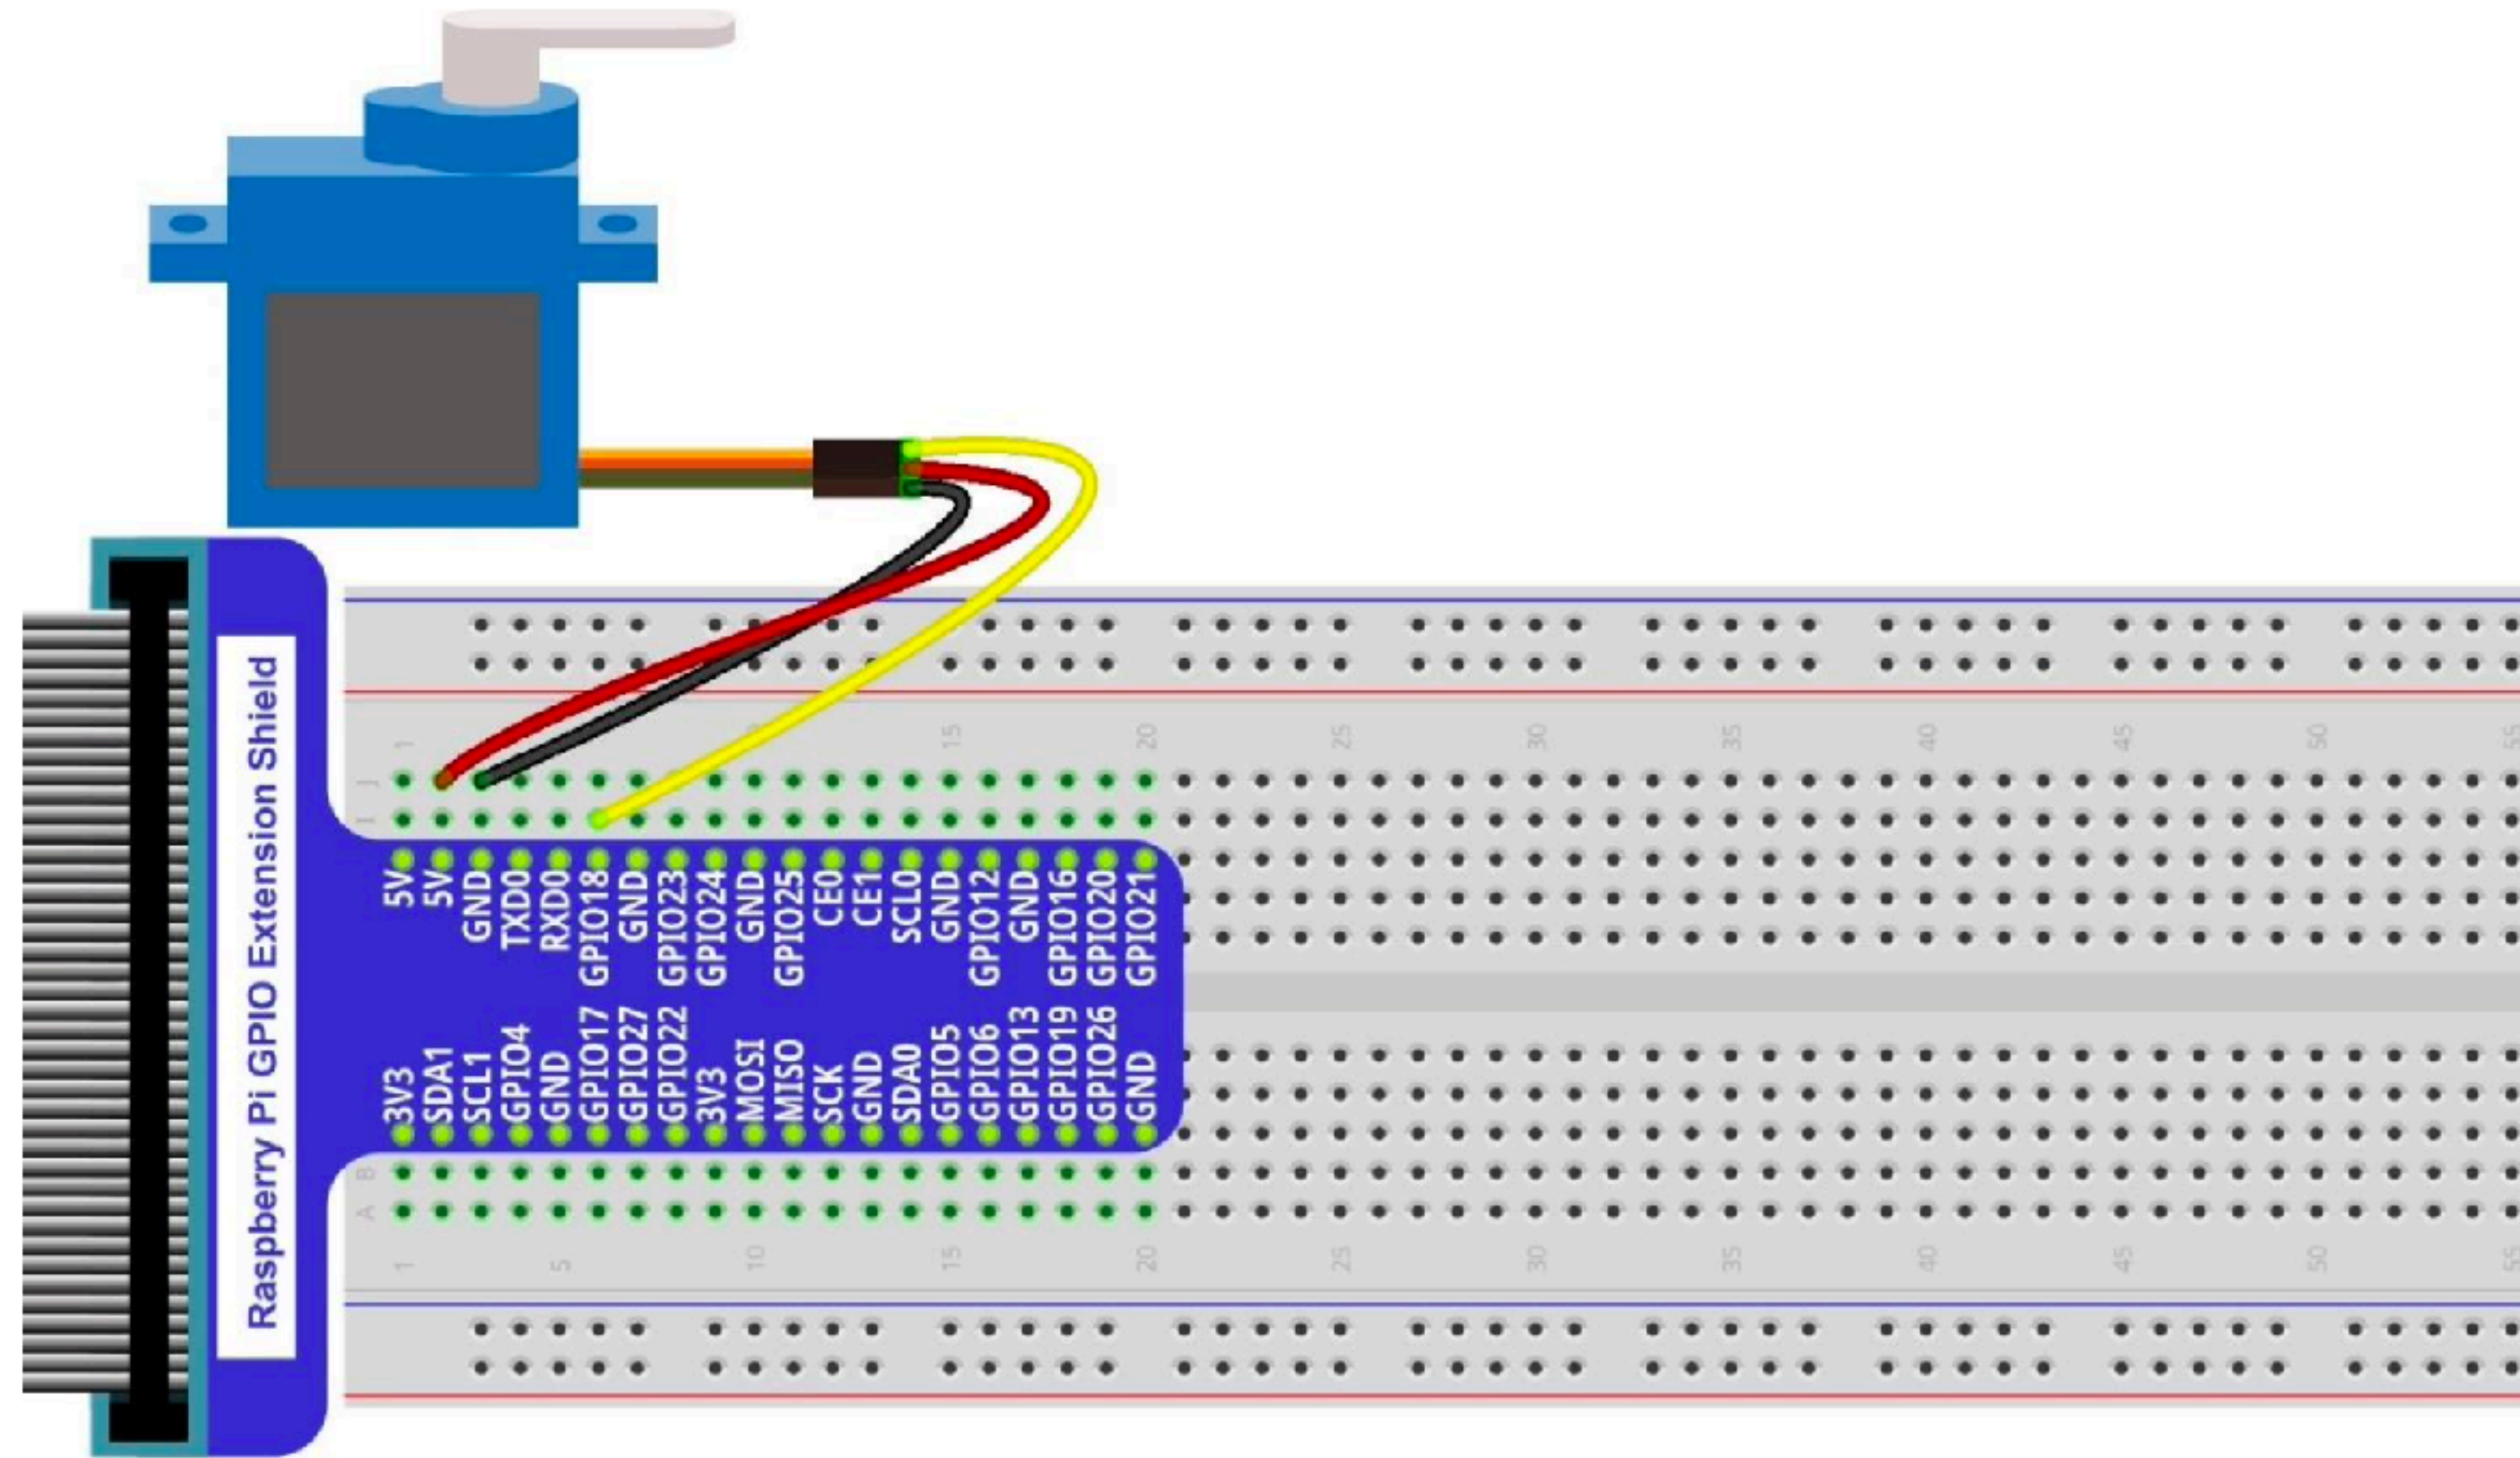 Raspberry Pi GPIO Extension Shield
1 15 20 25 30 35 40 45 50 55
J
I
5V 5V GND TXD0 RXD0 GPIO18 GND GPIO23 GPIO24 GND GPIO25 CE0 CE1 SCL0 GND GPIO12 GND GPIO16 GPIO20 GPIO21
3V3 SDA1 SCL1 GPIO4 GND GPIO17 GPIO27 GPIO22 3V3 MOSI MISO SCK GND SDA0 GPIO5 GPIO6 GPIO13 GPIO19 GPIO26 GND
B
A
1 5 10 15 20 25 30 35 40 45 50 55